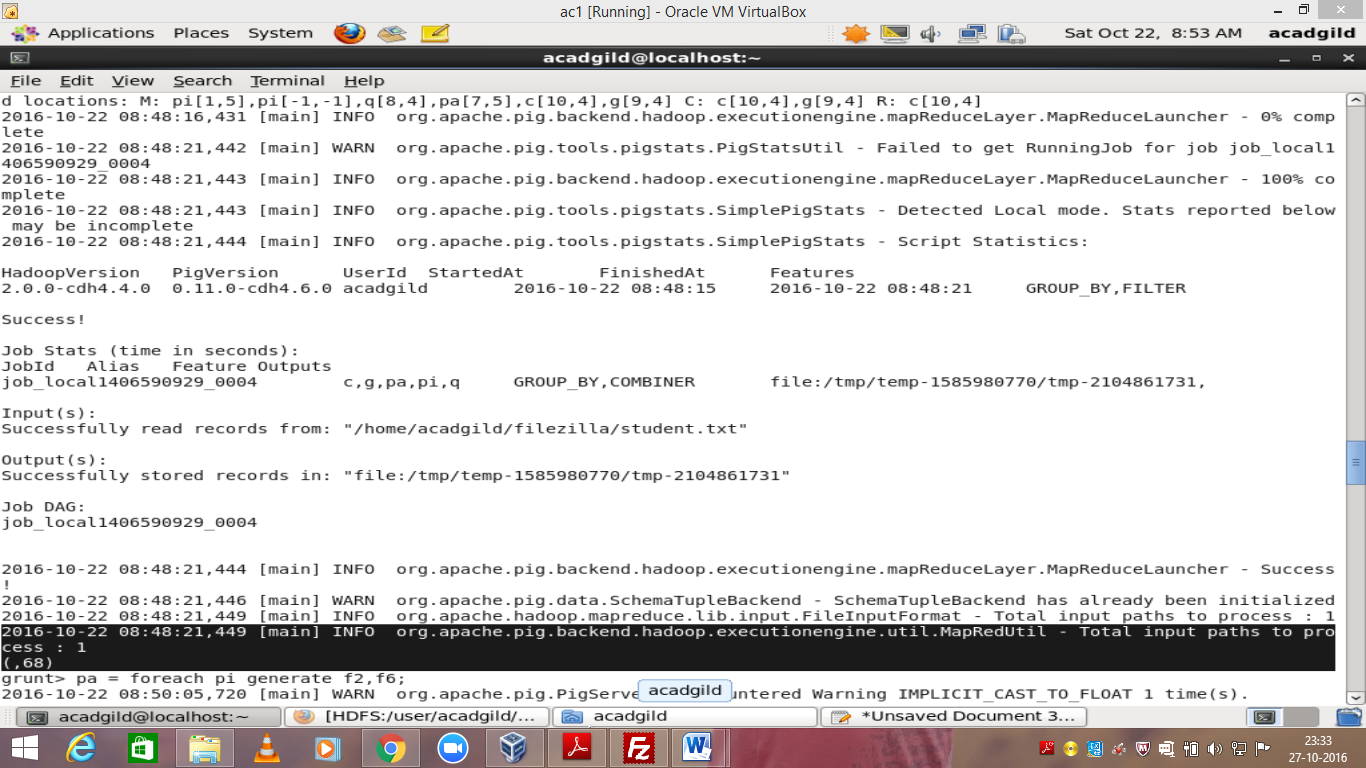 ac1 [Running] - Oracle VM VirtualBox
Applications Places System Sat Oct 22, 8:53 AM acadgild
acadgild@localhost:~
File Edit View Search Terminal Help
d locations: M: pi[1,5],pi[-1,-1],q[8,4],pa[7,5],c[10,4],g[9,4] C: c[10,4],g[9,4] R: c[10,4]
2016-10-22 08:48:16,431 [main] INFO  org.apache.pig.backend.hadoop.executionengine.mapReduceLayer.MapReduceLauncher - 0% comp
lete
2016-10-22 08:48:21,442 [main] WARN  org.apache.pig.tools.pigstats.PigStatsUtil - Failed to get RunningJob for job job_local1
406590929_0004
2016-10-22 08:48:21,443 [main] INFO  org.apache.pig.backend.hadoop.executionengine.mapReduceLayer.MapReduceLauncher - 100% co
mplete
2016-10-22 08:48:21,443 [main] INFO  org.apache.pig.tools.pigstats.SimplePigStats - Detected Local mode. Stats reported below
 may be incomplete
2016-10-22 08:48:21,444 [main] INFO  org.apache.pig.tools.pigstats.SimplePigStats - Script Statistics:
HadoopVersion PigVersion UserId StartedAt FinishedAt Features
2.0.0-cdh4.4.0 0.11.0-cdh4.6.0 acadgild 2016-10-22 08:48:15 2016-10-22 08:48:21 GROUP_BY,FILTER
Success!
Job Stats (time in seconds):
JobId Alias Feature Outputs
job_local1406590929_0004 c,g,pa,pi,q GROUP_BY,COMBINER file:/tmp/temp-1585980770/tmp-2104861731,
Input(s):
Successfully read records from: "/home/acadgild/filezilla/student.txt"
Output(s):
Successfully stored records in: "file:/tmp/temp-1585980770/tmp-2104861731"
Job DAG:
job_local1406590929_0004
2016-10-22 08:48:21,444 [main] INFO  org.apache.pig.backend.hadoop.executionengine.mapReduceLayer.MapReduceLauncher - Success
!
2016-10-22 08:48:21,446 [main] WARN  org.apache.pig.data.SchemaTupleBackend - SchemaTupleBackend has already been initialized
2016-10-22 08:48:21,449 [main] INFO  org.apache.hadoop.mapreduce.lib.input.FileInputFormat - Total input paths to process : 1
2016-10-22 08:48:21,449 [main] INFO  org.apache.pig.backend.hadoop.executionengine.util.MapRedUtil - Total input paths to pro
cess : 1
(,68)
grunt> pa = foreach pi generate f2,f6;
2016-10-22 08:50:05,720 [main] WARN  org.apache.pig.PigServe acadgild untered Warning IMPLICIT_CAST_TO_FLOAT 1 time(s).
acadgild@localhost:~ [HDFS:/user/acadgild/... acadgild *Unsaved Document 3...
23:33
27-10-2016